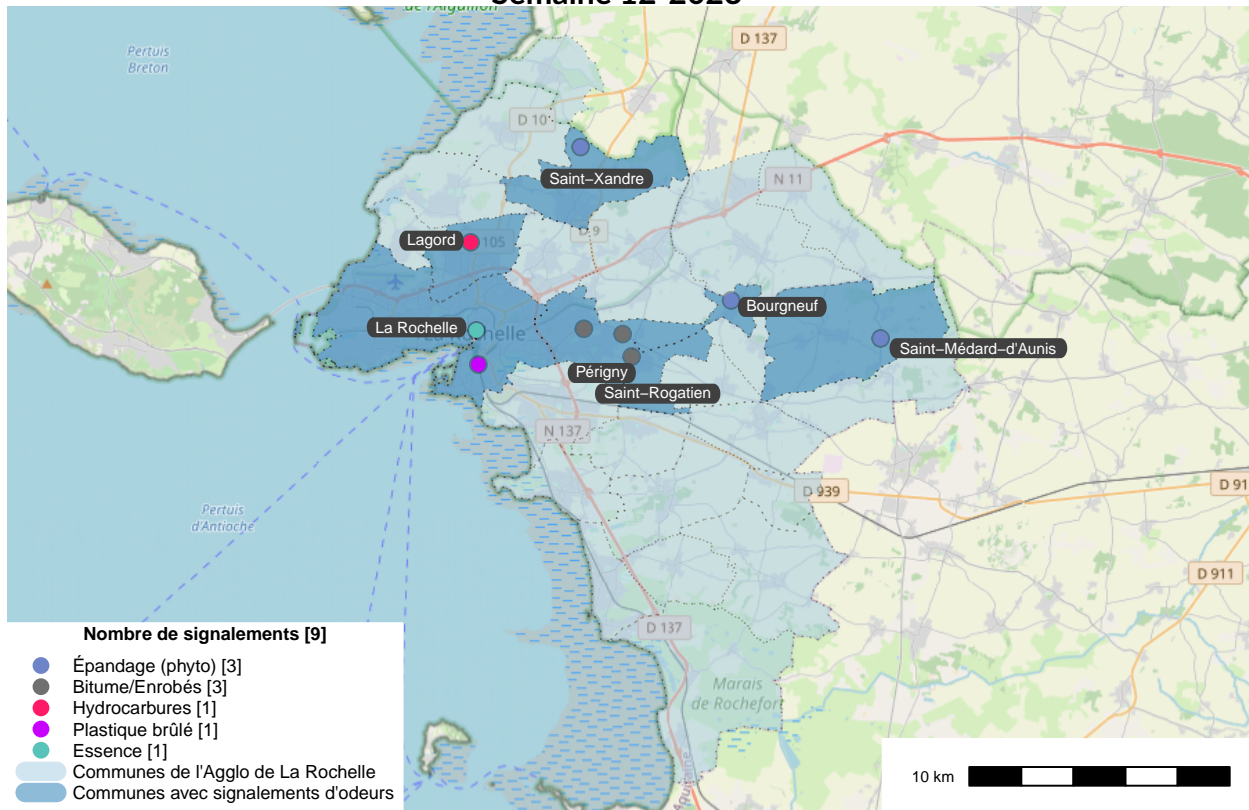 Pertuis
Breton
D 137
D 10
Saint–Xandre
N 11
D 9
Lagord
105
Bourgneuf
La Rochelle
Saint–Médard–d'Aunis
Périgny
Saint–Rogatien
N 137
D 939
D 91
Pertuis
d'Antioche
D 911
D 137
Marais
de Rochefort
Nombre de signalements [9]
Épandage (phyto) [3]
Bitume/Enrobés [3]
Hydrocarbures [1]
Plastique brûlé [1]
Essence [1]
Communes de l'Agglo de La Rochelle
Communes avec signalements d'odeurs
10 km